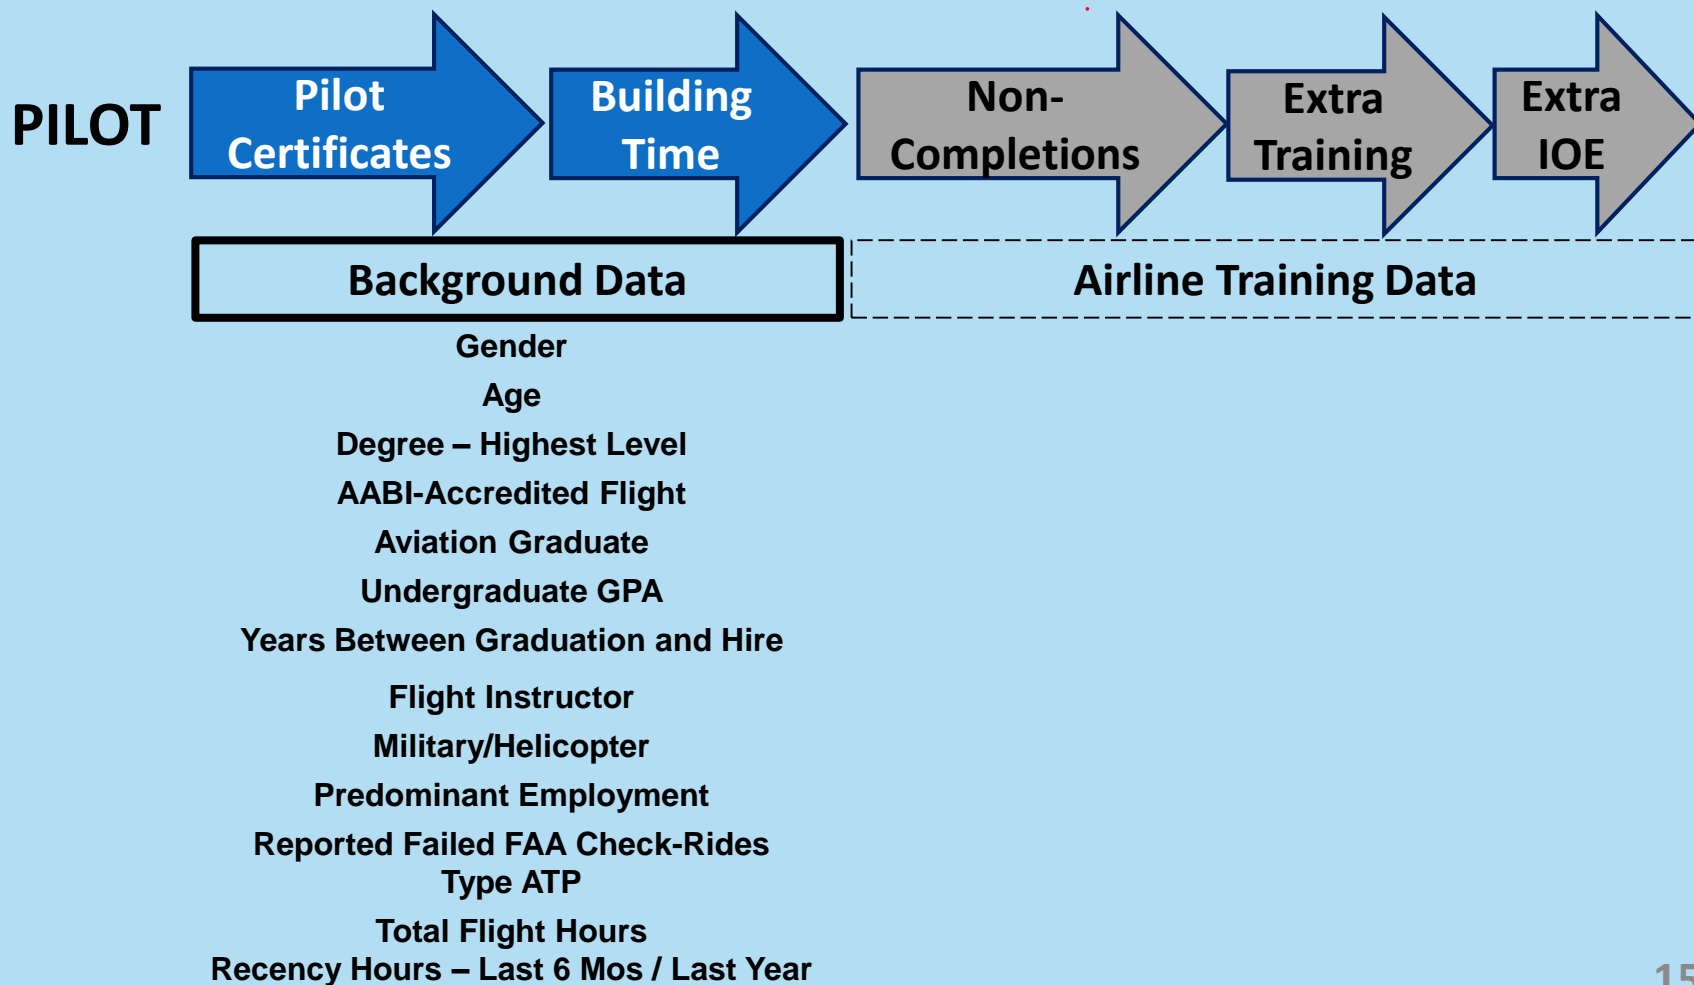 PILOT
Pilot
Certificates
Building
Time
Non-
Completions
Extra
Training
Extra
IOE
Background Data
Airline Training Data
Gender
Age
Degree – Highest Level
AABI-Accredited Flight
Aviation Graduate
Undergraduate GPA
Years Between Graduation and Hire
Flight Instructor
Military/Helicopter
Predominant Employment
Reported Failed FAA Check-Rides
Type ATP
Total Flight Hours
Recency Hours – Last 6 Mos / Last Year
15